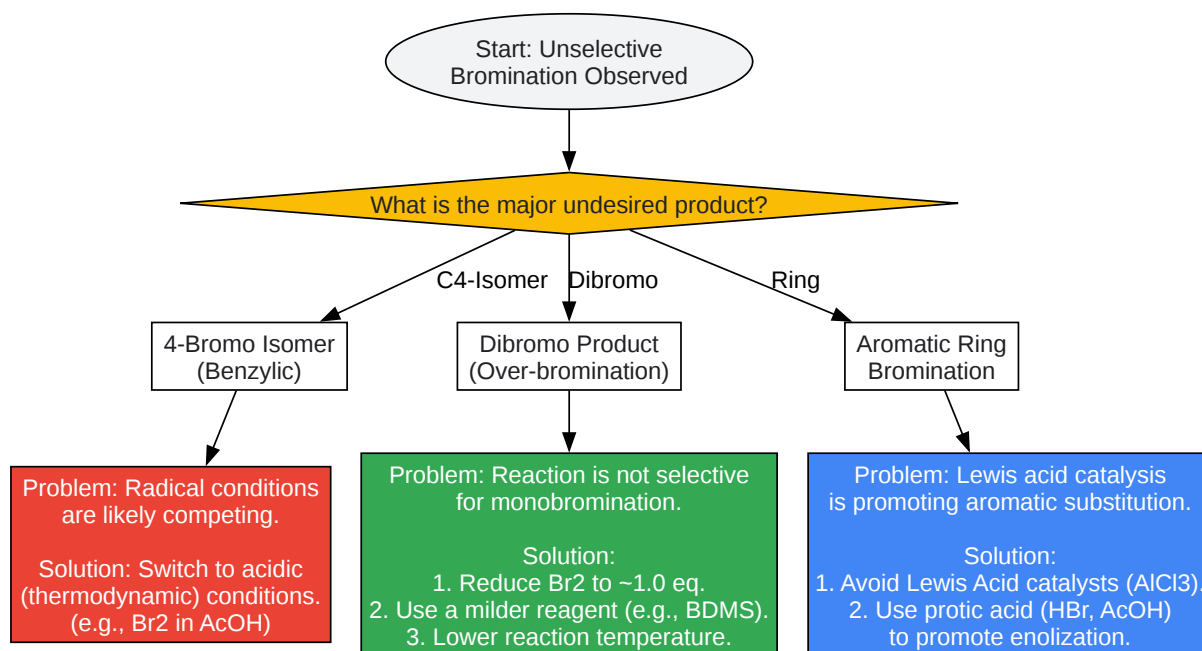 Start: Unselective
Bromination Observed
What is the major undesired product?
C4-Isomer
Dibromo
Ring
4-Bromo Isomer
(Benzylic)
Dibromo Product
(Over-bromination)
Aromatic Ring
Bromination
Problem: Radical conditions
are likely competing.
Solution: Switch to acidic
(thermodynamic) conditions.
(e.g., Br2 in AcOH)
Problem: Reaction is not selective
for monobromination.
Solution:
1. Reduce Br2 to ~1.0 eq.
2. Use a milder reagent (e.g., BDMS).
3. Lower reaction temperature.
Problem: Lewis acid catalysis
is promoting aromatic substitution.
Solution:
1. Avoid Lewis Acid catalysts (AlCl3).
2. Use protic acid (HBr, AcOH)
to promote enolization.